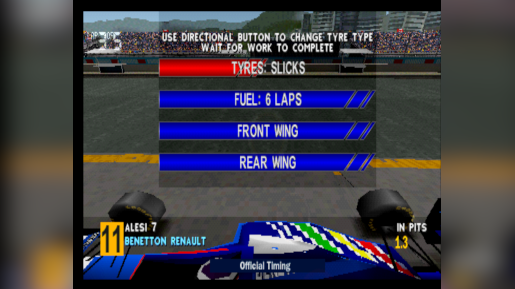 USE DIRECTIONAL BUTTON TO CHANGE TYRE TYPE
WAIT FOR WORK TO COMPLETE
TYRES: SLICKS
FUEL: 6 LAPS
FRONT WING
REAR WING
11
ALESI 7
BENETTON RENAULT
IN PITS
1.3
Official Timing